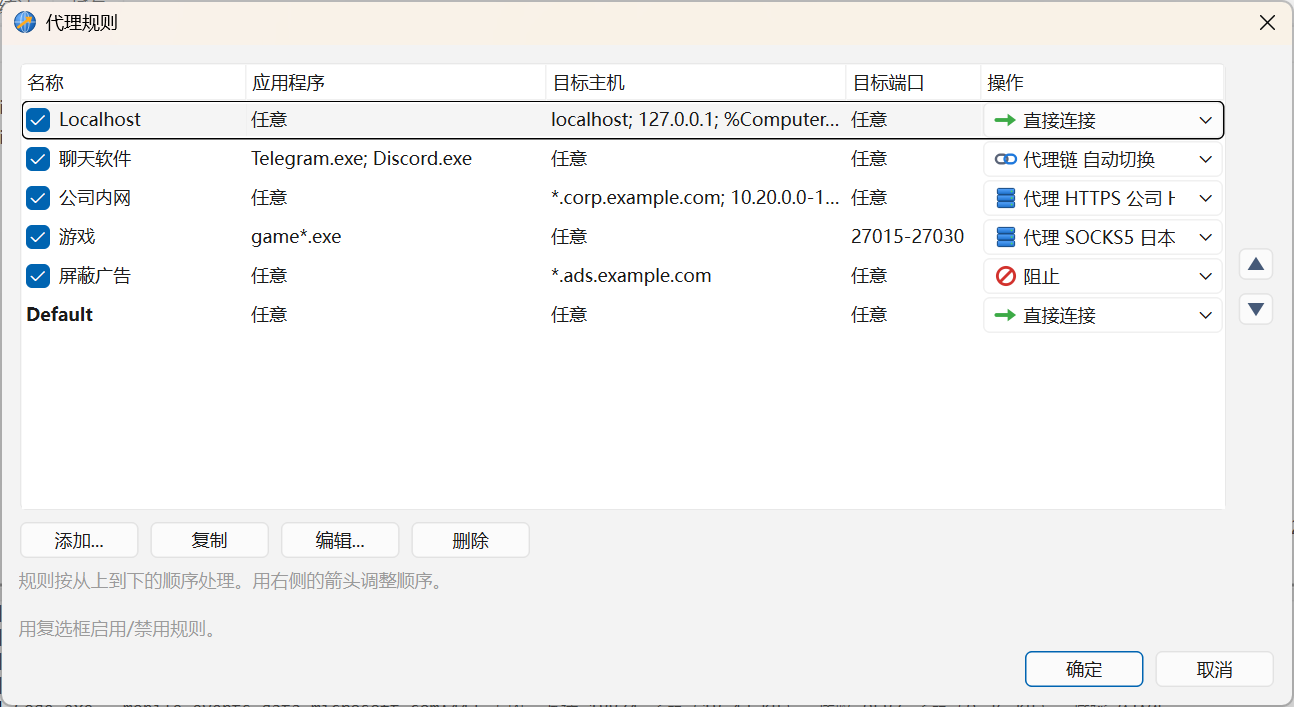 代理规则
名称 应用程序 目标主机 目标端口 操作
Localhost 任意 localhost; 127.0.0.1; %Computer... 任意 直接连接
聊天软件 Telegram.exe; Discord.exe 任意 任意 代理链 自动切换
公司内网 任意 *.corp.example.com; 10.20.0.0-1... 任意 代理 HTTPS 公司
游戏 game*.exe 任意 27015-27030 代理 SOCKS5 日本
屏蔽广告 任意 *.ads.example.com 任意 阻止
Default 任意 任意 任意 直接连接
添加... 复制 编辑... 删除
规则按从上到下的顺序处理。用右侧的箭头调整顺序。
用复选框启用/禁用规则。
确定 取消